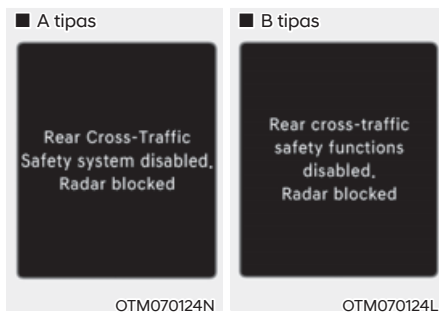 ■ A tipas
Rear Cross-Traffic
Safety system disabled.
Radar blocked
OTM070124N
■ B tipas
Rear cross-traffic
safety functions
disabled.
Radar blocked
OTM070124L